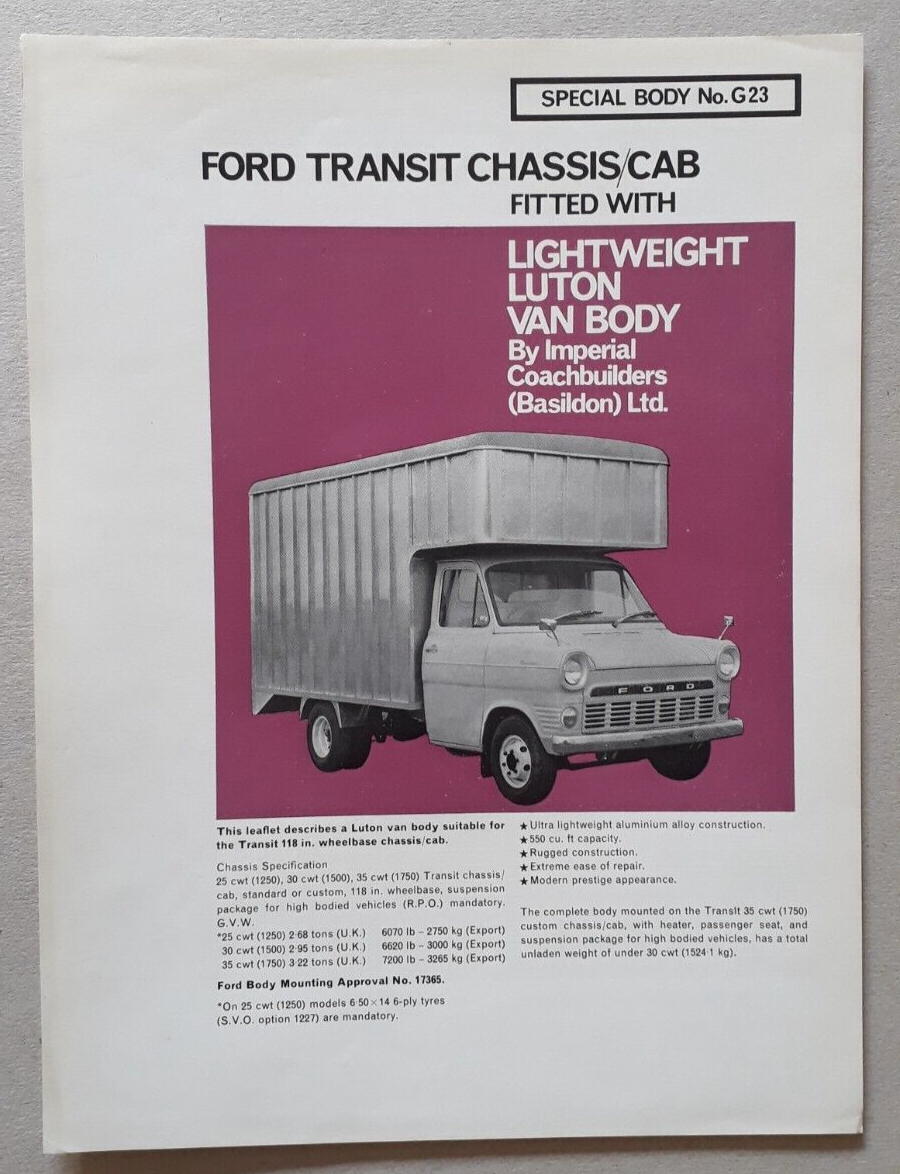 SPECIAL BODY No. G23
FORD TRANSIT CHASSIS/CAB
FITTED WITH
LIGHTWEIGHT
LUTON
VAN BODY
By Imperial
Coachbuilders
(Basildon) Ltd.
FORD
This leaflet describes a Luton van body suitable for
the Transit 118 in. wheelbase chassis/cab.
Chassis Specification
25 cwt (1250), 30 cwt (1500), 35 cwt (1750) Transit chassis/
cab, standard or custom, 118 in. wheelbase, suspension
package for high bodied vehicles (R.P.O.) mandatory.
G.V.W.
*25 cwt (1250) 2·68 tons (U.K.) 6070 lb – 2750 kg (Export)
30 cwt (1500) 2·95 tons (U.K.) 6620 lb – 3000 kg (Export)
35 cwt (1750) 3·22 tons (U.K.) 7200 lb – 3265 kg (Export)
Ford Body Mounting Approval No. 17365.
*On 25 cwt (1250) models 6·50 × 14 6-ply tyres
(S.V.O. option 1227) are mandatory.
★Ultra lightweight aluminium alloy construction.
★550 cu. ft capacity.
★Rugged construction.
★Extreme ease of repair.
★Modern prestige appearance.
The complete body mounted on the Transit 35 cwt (1750)
custom chassis/cab, with heater, passenger seat, and
suspension package for high bodied vehicles, has a total
unladen weight of under 30 cwt (1524·1 kg).